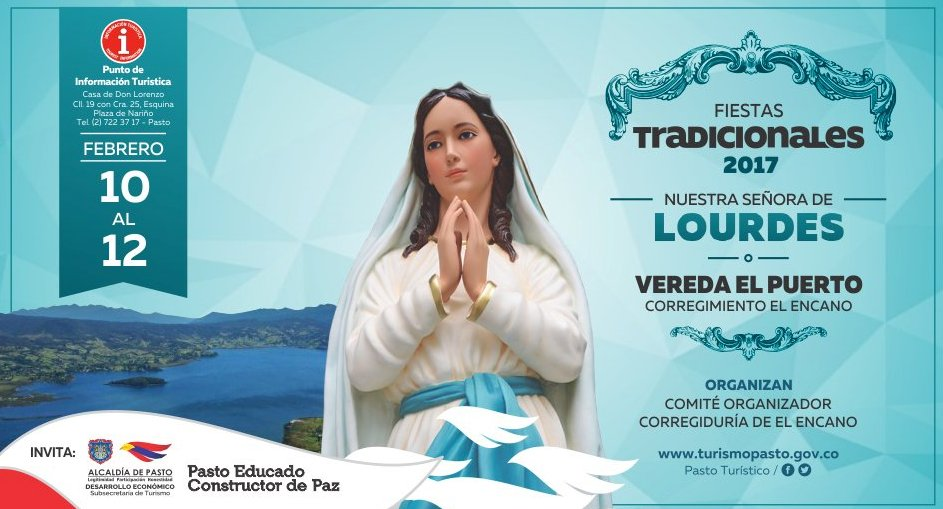 Punto de
Información Turística
Casa de Don Lorenzo
Cll. 19 con Cra. 25, Esquina
Plaza de Nariño
Tel. (2) 722 37 17 - Pasto
FEBRERO
10
AL
12
FIESTAS
TRADICIONALES
2017
NUESTRA SEÑORA DE
LOURDES
VEREDA EL PUERTO
CORREGIMIENTO EL ENCANO
ORGANIZAN
COMITÉ ORGANIZADOR
CORREGIDURÍA DE EL ENCANO
www.turismopasto.gov.co
Pasto Turístico /
INVITA:
ALCALDÍA DE PASTO
Legitimidad Participación Honestidad
DESARROLLO ECONÓMICO
Subsecretaría de Turismo
Pasto Educado
Constructor de Paz